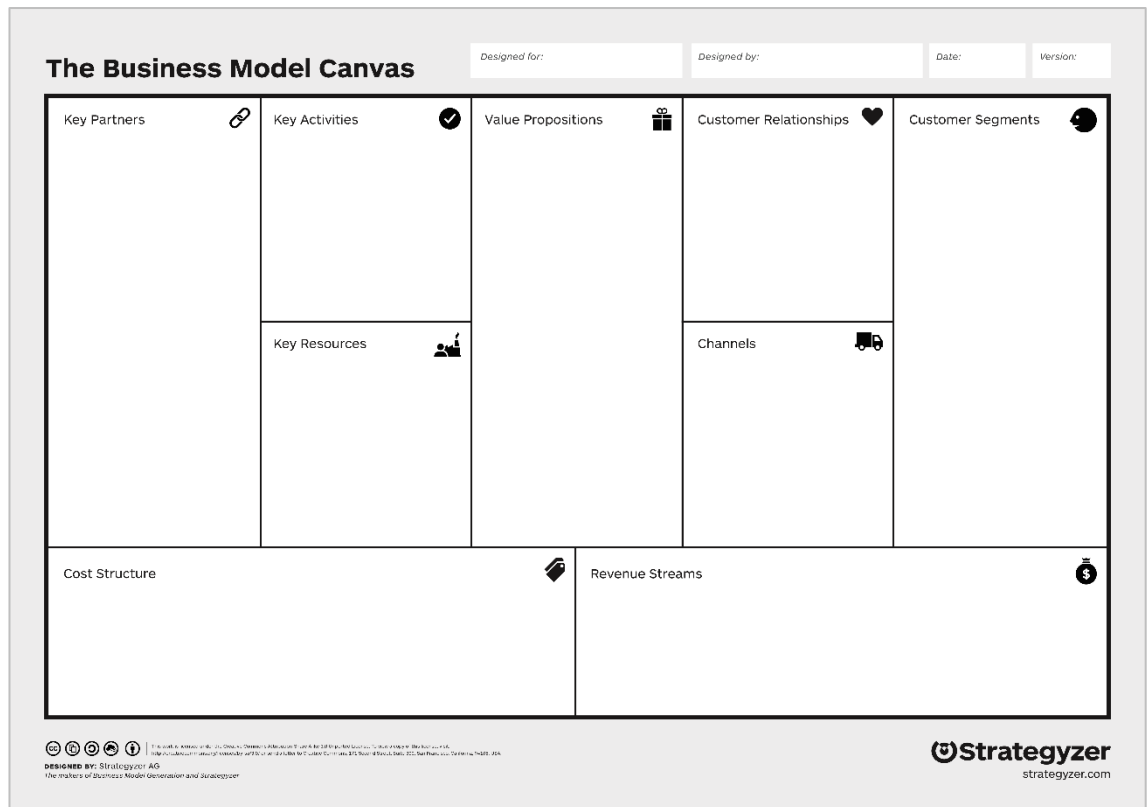 The Business Model Canvas
Designed for:
Designed by:
Date:
Version:
Key Partners
Key Activities
Value Propositions
Customer Relationships
Customer Segments
Key Resources
Channels
Cost Structure
Revenue Streams
$
cc
DESIGNED BY: Strategyzer AG
The makers of Business Model Generation and Strategyzer
Strategyzer
strategyzer.com